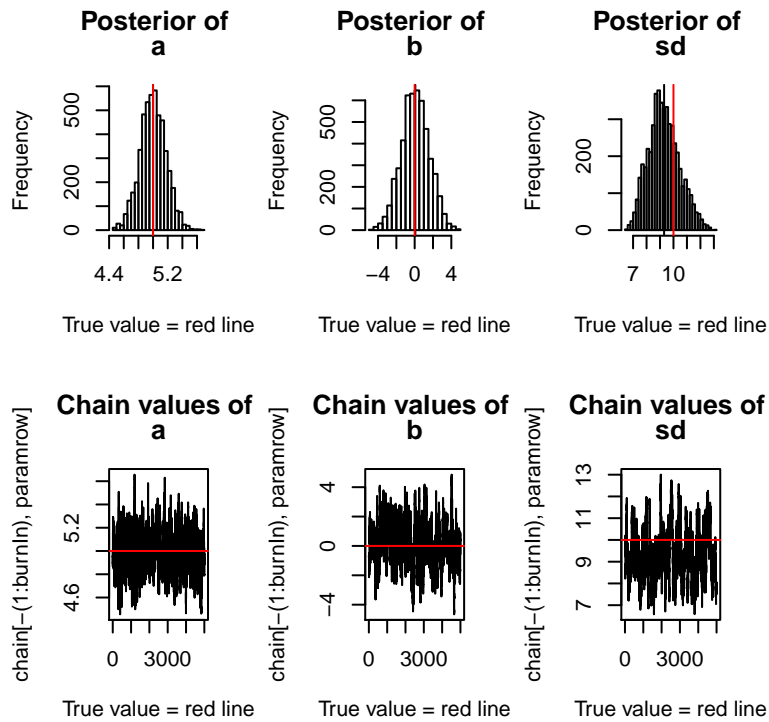 Posterior of
a
Frequency
0
200
500
4.4
5.2
True value = red line
Posterior of
b
Frequency
0
200
500
−4
0
4
True value = red line
Posterior of
sd
Frequency
0
200
7
10
True value = red line
Chain values of
a
chain[−(1:burnIn), paramrow]
4.6
5.2
0
3000
True value = red line
Chain values of
b
chain[−(1:burnIn), paramrow]
−4
0
4
0
3000
True value = red line
Chain values of
sd
chain[−(1:burnIn), paramrow]
7
9
11
13
0
3000
True value = red line